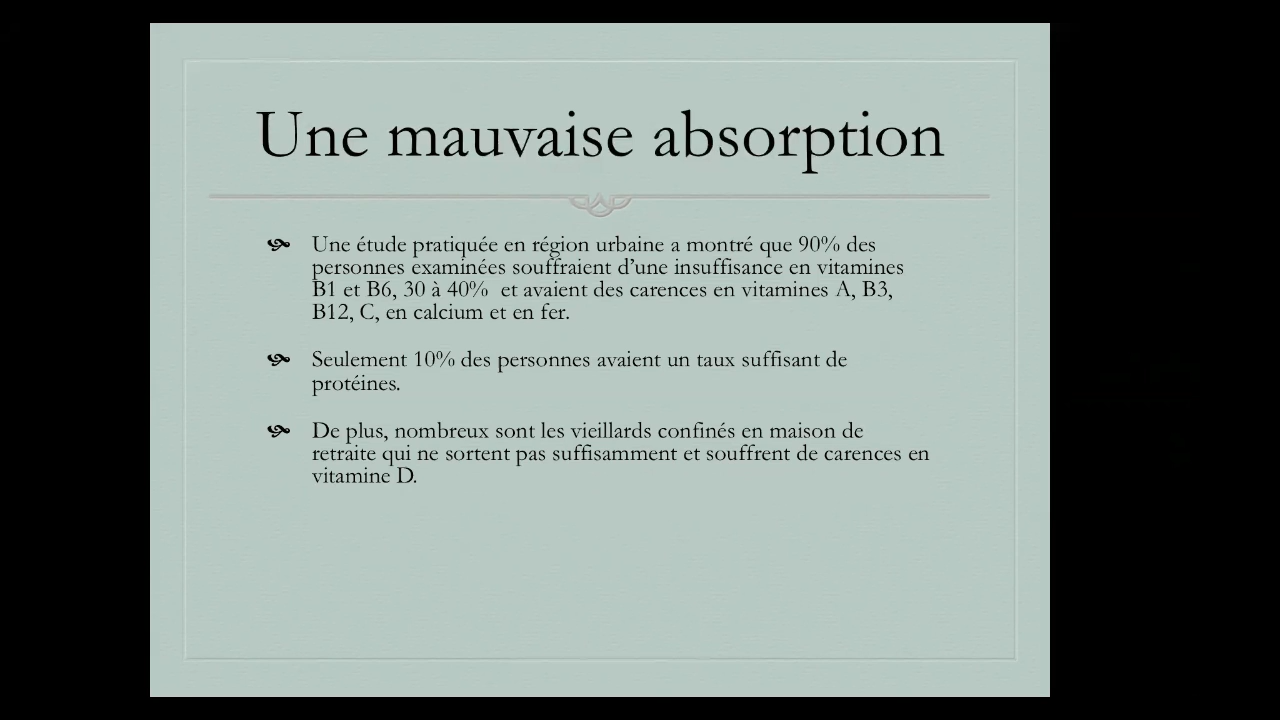 Une mauvaise absorption
Une étude pratiquée en région urbaine a montré que 90% des
personnes examinées souffraient d’une insuffisance en vitamines
B1 et B6, 30 à 40%  et avaient des carences en vitamines A, B3,
B12, C, en calcium et en fer.
Seulement 10% des personnes avaient un taux suffisant de
protéines.
De plus, nombreux sont les vieillards confinés en maison de
retraite qui ne sortent pas suffisamment et souffrent de carences en
vitamine D.